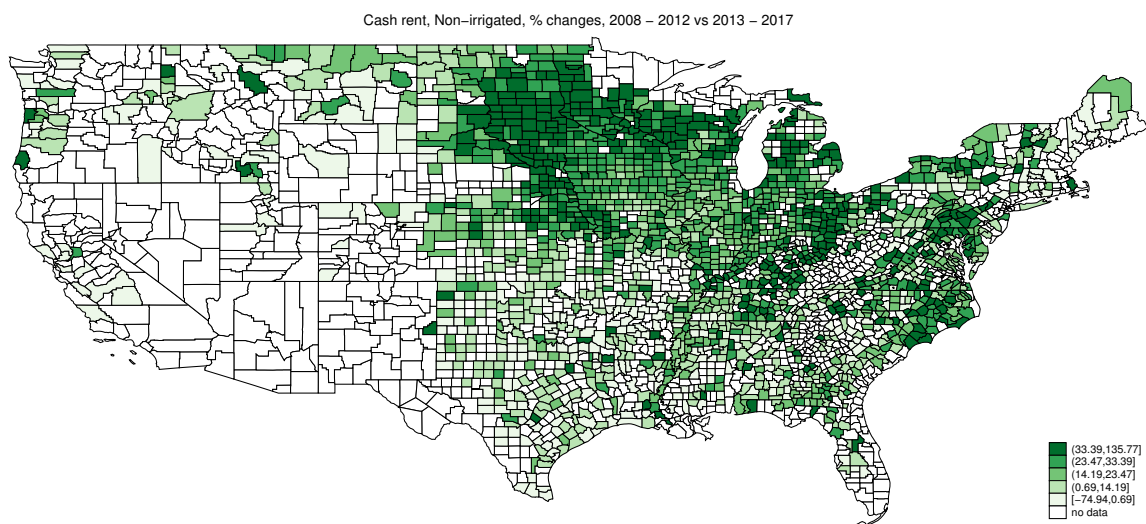 Cash rent, Non−irrigated, % changes, 2008 − 2012 vs 2013 − 2017
(33.39,135.77]
(23.47,33.39]
(14.19,23.47]
(0.69,14.19]
[−74.94,0.69]
no data